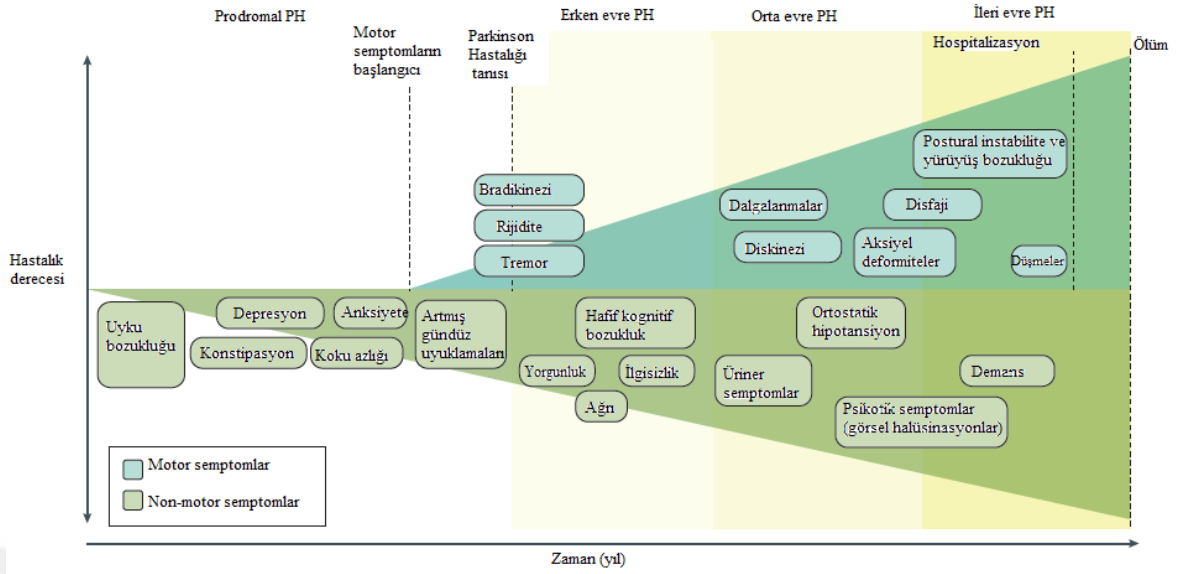 Prodromal PH
Erken evre PH
Orta evre PH
İleri evre PH
Motor
semptomların
başlangıcı
Parkinson
Hastalığı
tanısı
Hospitalizasyon
Ölüm
Postural instabilite ve
yürüyüş bozukluğu
Bradikinezi
Rijidite
Tremor
Dalgalanmalar
Disfaji
Diskinezi
Aksiyel
deformiteler
Düşmeler
Hastalık
derecesi
Uyku
bozukluğu
Depresyon
Anksiyete
Konstipasyon
Koku azlığı
Artmış
gündüz
uyuklamaları
Hafif kognitif
bozukluk
Ortostatik
hipotansiyon
Yorgunluk
İlgisizlik
Ağrı
Üriner
semptomlar
Demans
Psikotik semptomlar
(görsel halüsinasyonlar)
Motor semptomlar
Non-motor semptomlar
Zaman (yıl)